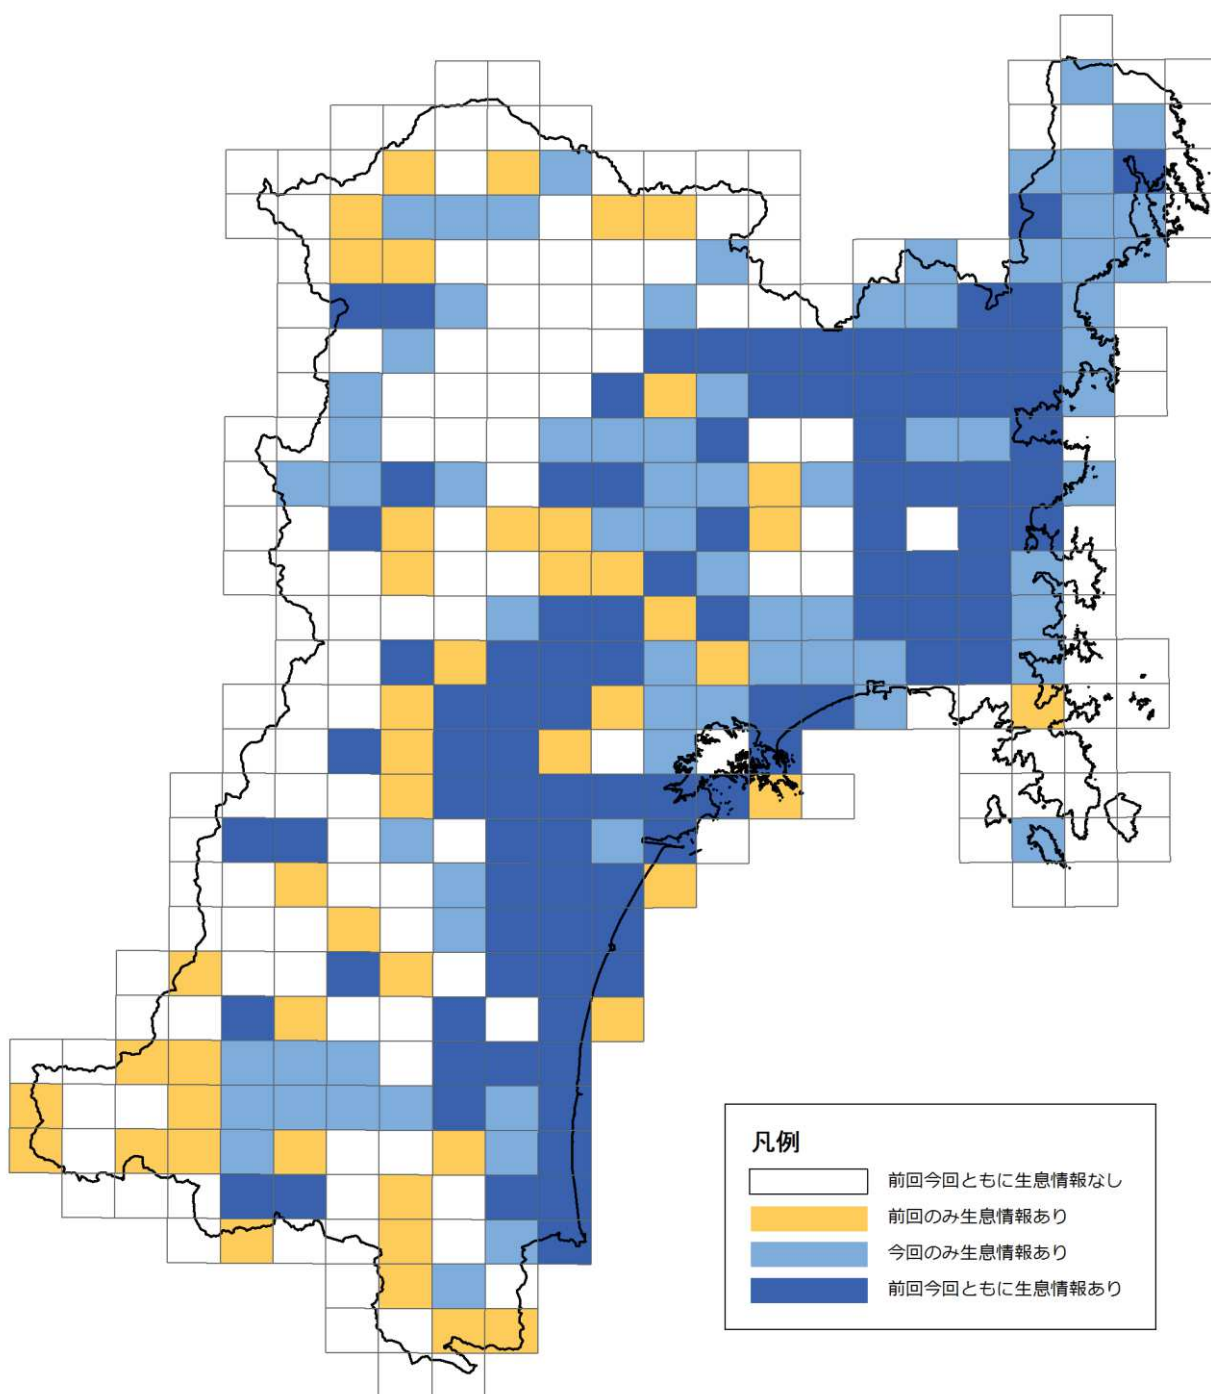 凡例
前回今回ともに生息情報なし
前回のみ生息情報あり
今回のみ生息情報あり
前回今回ともに生息情報あり